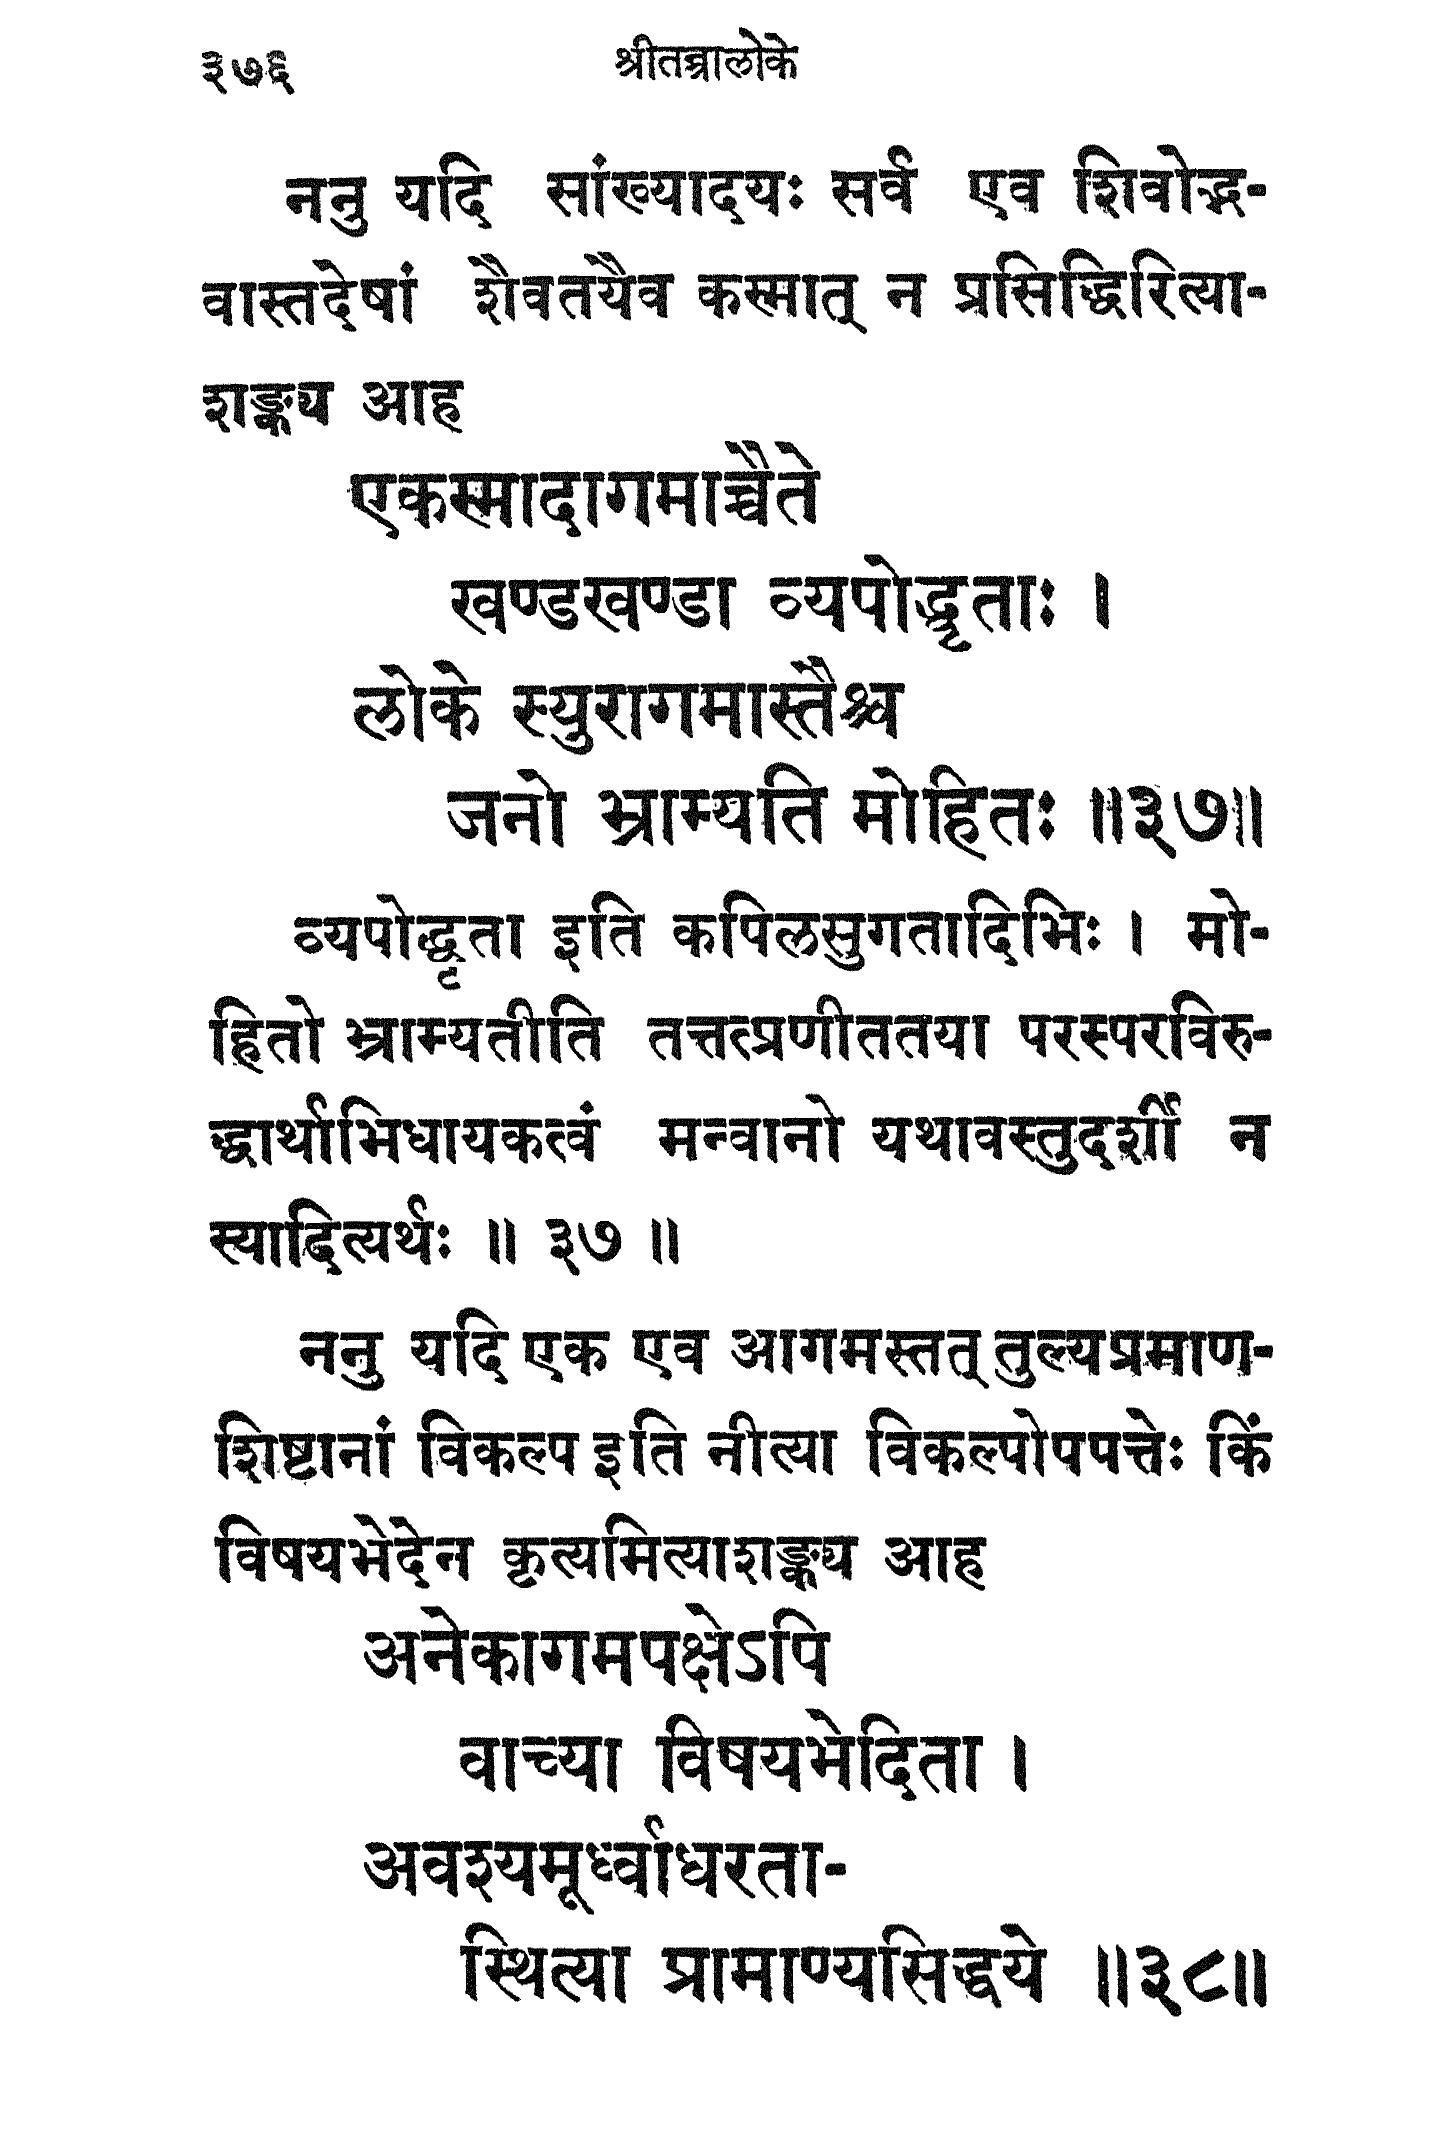 ३७६ श्रीतन्त्रालोके
ननु यदि सांख्यादयः सर्व एव शिवोद्भ-
वास्तदेषां शैवतयैव कस्मात् न प्रसिद्धिरित्या-
शङ्क्य आह
एकस्मादागमाच्चैते
खण्डखण्डा व्यपोद्धृताः ।
लोके स्युरागमास्तैश्च
जनो भ्राम्यति मोहितः ॥३७॥
व्यपोद्धृता इति कपिलसुगतादिभिः । मो-
हितो भ्राम्यतीति तत्तत्प्रणीततया परस्परविरु-
द्धार्थाभिधायकत्वं मन्वानो यथावस्तुदर्शी न
स्यादित्यर्थः ॥ ३७ ॥
ननु यदि एक एव आगमस्तत् तुल्यप्रमाण-
शिष्टानां विकल्प इति नीत्या विकल्पोपपत्तेः किं
विषयभेदेन कृत्यमित्याशङ्क्य आह
अनेकागमपक्षेऽपि
वाच्या विषयभेदिता ।
अवश्यमूर्ध्वाधरता-
स्थित्या प्रामाण्यसिद्धये ॥३८॥